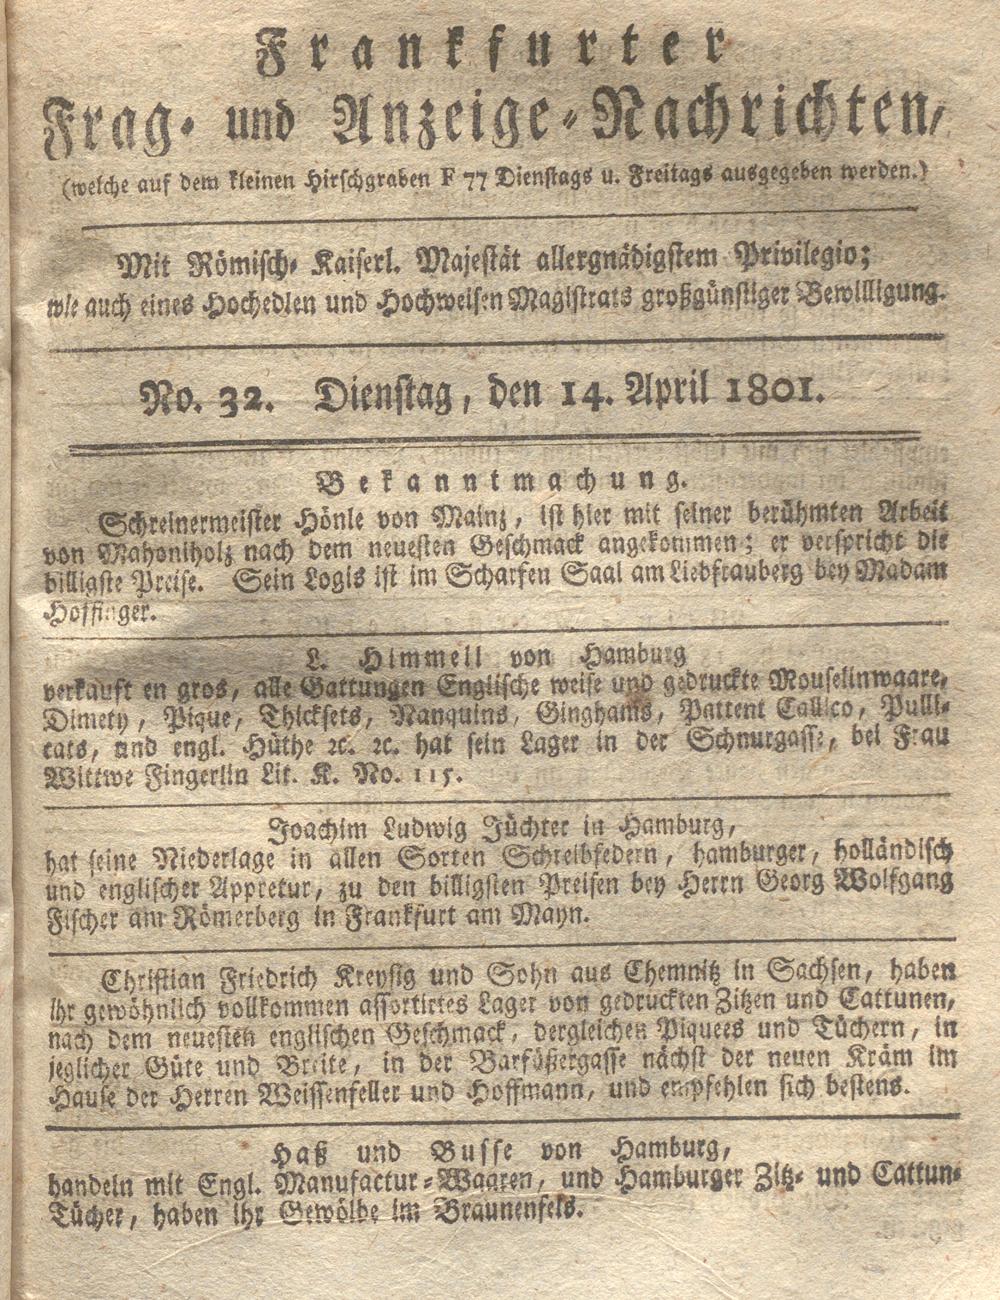 Frankfurter
Frag- und Anzeige-Nachrichten,
(welche auf dem kleinen Hirschgraben F 77 Dienstags u. Freitags ausgegeben werden.)
Mit Römisch- Kaiserl. Majestät allergnädigstem Privilegio;
wie auch eines Hochedlen und Hochweisen Magistrats großgünstiger Bewilligung.
No. 32. Dienstag, den 14. April 1801.
Bekanntmachung.
Schreinermeister Hönle von Mainz, ist hier mit seiner berühmten Arbeit
von Mahoniholz nach dem neuesten Geschmack angekommen; er verspricht die
billigste Preise. Sein Logis ist im Scharfen Saal am Liebfrauberg bey Madam
Hoffinger.
L. Himmell von Hamburg
verkauft en gros, alle Gattungen Englische weise und gedruckte Mouselinwaare,
Dimety, Pique, Thicksets, Nanquins, Ginghams, Pattent Callico, Pulli-
cats, und engl. Hüthe ꝛc. ꝛc. hat sein Lager in der Schnurgasse, bei Frau
Wittwe Fingerlin Lit. K. No. 115.
Joachim Ludwig Jüchter in Hamburg,
hat seine Niederlage in allen Sorten Schreibfedern, hamburger, holländisch
und englischer Appretur, zu den billigsten Preisen bey Herrn Georg Wolfgang
Fischer am Römerberg in Frankfurt am Mayn.
Christian Friedrich Kreysig und Sohn aus Chemnitz in Sachsen, haben
ihr gewöhnlich vollkommen assortirtes Lager von gedruckten Zitzen und Cattunen,
nach dem neuesten englischen Geschmack, dergleichen Piquees und Tüchern, in
jeglicher Güte und Breite, in der Barfüßergasse nächst der neuen Kräm im
Hause der Herren Weissenfeller und Hoffmann, und empfehlen sich bestens.
Haß und Busse von Hamburg,
handeln mit Engl. Manufactur-Waaren, und Hamburger Zitz- und Cattun-
Tücher, haben ihr Gewölbe im Braunenfels.